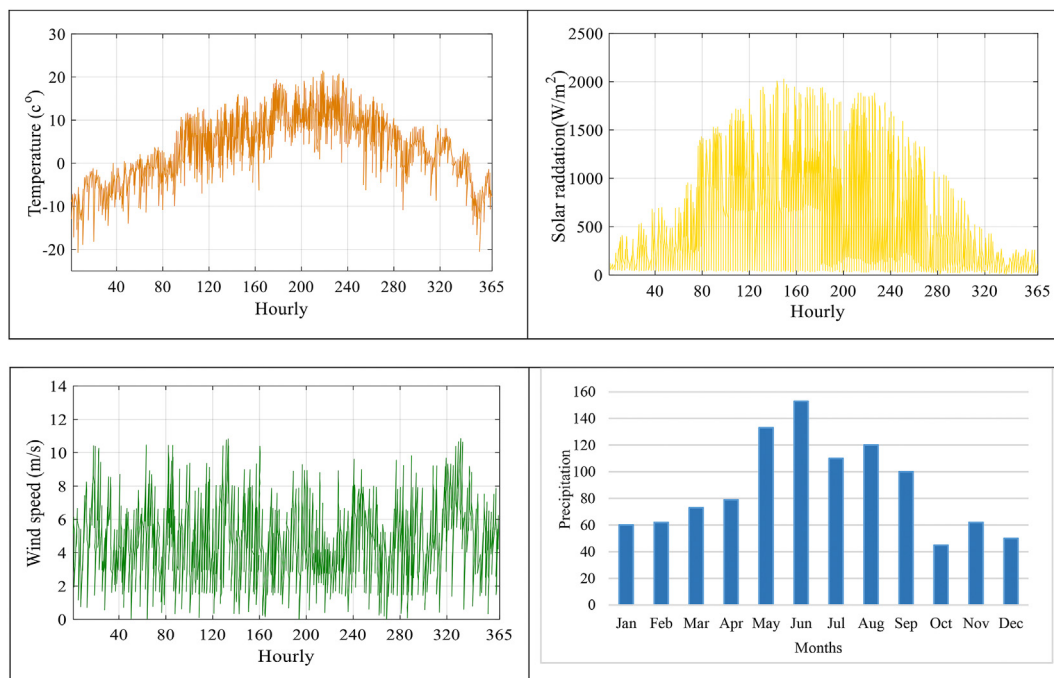 30
20
10
0
-10
-20
Temperature (c°)
40 80 120 160 200 240 280 320 365
Hourly
2500
2000
1500
1000
500
0
Solar raddation(W/m²)
40 80 120 160 200 240 280 320 365
Hourly
14
12
10
8
6
4
2
0
Wind speed (m/s)
40 80 120 160 200 240 280 320 365
Hourly
160
140
120
100
80
60
40
20
0
Precipitation
Jan Feb Mar Apr May Jun Jul Aug Sep Oct Nov Dec
Months